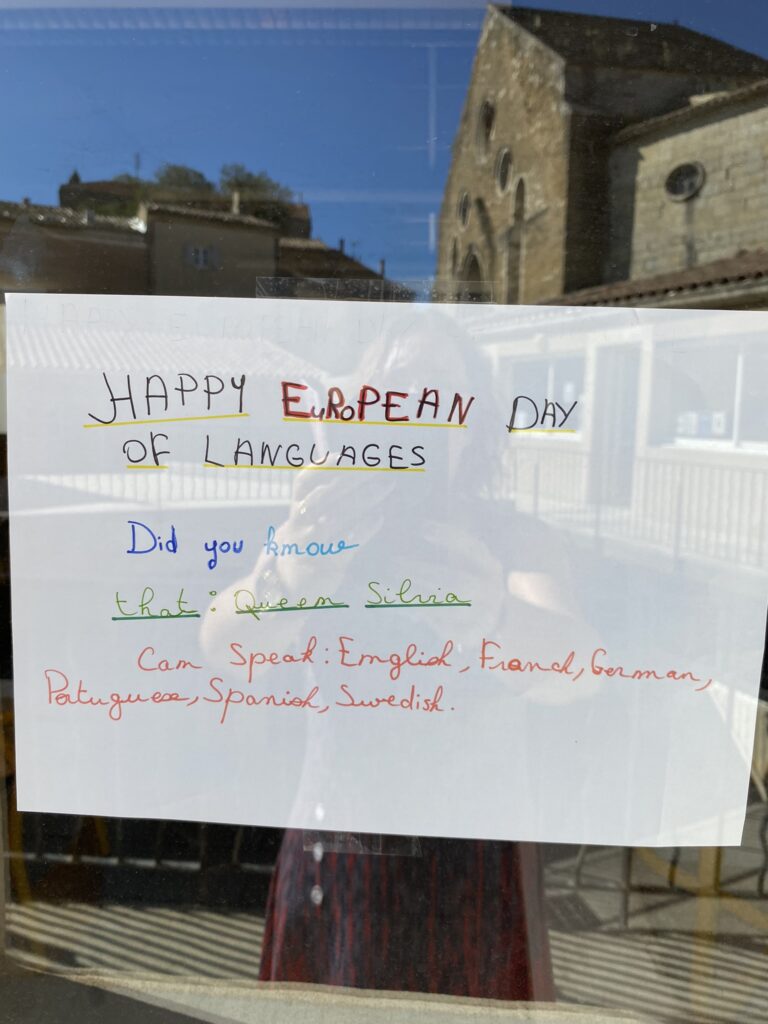 HAPPY EuRoPEAN DAY
OF LANGUAGES
Did you know
that: Queen Silvia
Can Speak: English, French, German,
Portuguese, Spanish, Swedish.